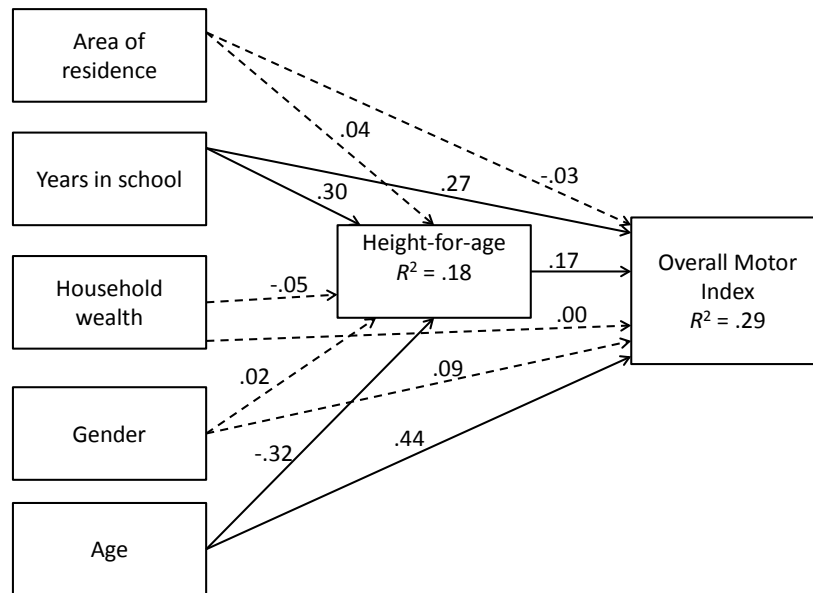 Area of
residence
.04
-.03
Years in school
.30
.27
Height-for-age
R² = .18
.17
Overall Motor
Index
R² = .29
Household
wealth
-.05
.00
.02
.09
Gender
-.32
.44
Age